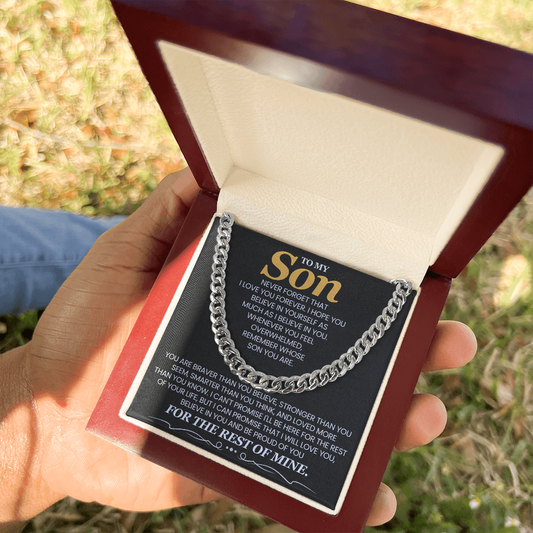 TO MY
Son
NEVER FORGET THAT
I LOVE YOU FOREVER. I HOPE YOU
BELIEVE IN YOURSELF AS
MUCH AS I BELIEVE IN YOU.
WHENEVER YOU FEEL
OVERWHELMED
REMEMBER WHOSE
SON YOU ARE.
YOU ARE BRAVER THAN YOU BELIEVE, STRONGER THAN YOU
SEEM, SMARTER THAN YOU THINK, AND LOVED MORE
THAN YOU KNOW. I CAN'T PROMISE I'LL BE HERE FOR THE REST
OF YOUR LIFE BUT I CAN PROMISE THAT I WILL LOVE YOU,
BELIEVE IN YOU AND BE PROUD OF YOU
FOR THE REST OF MINE.